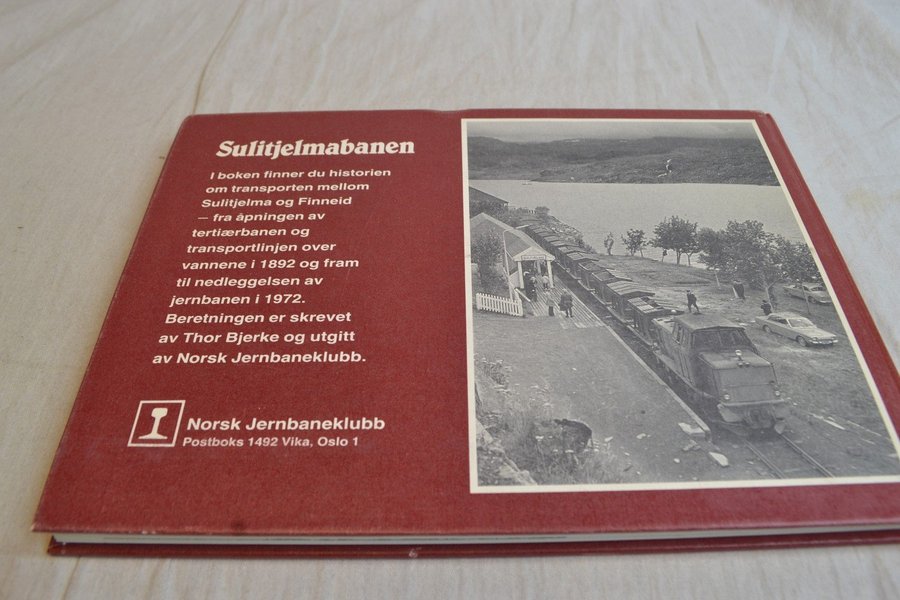 Sulitjelmabanen
I boken finner du historien
om transporten mellom
Sulitjelma og Finneid
– fra åpningen av
tertiærbanen og
transportlinjen over
vannene i 1892 og fram
til nedleggelsen av
jernbanen i 1972.
Beretningen er skrevet
av Thor Bjerke og utgitt
av Norsk Jernbaneklubb.
Norsk Jernbaneklubb
Postboks 1492 Vika, Oslo 1